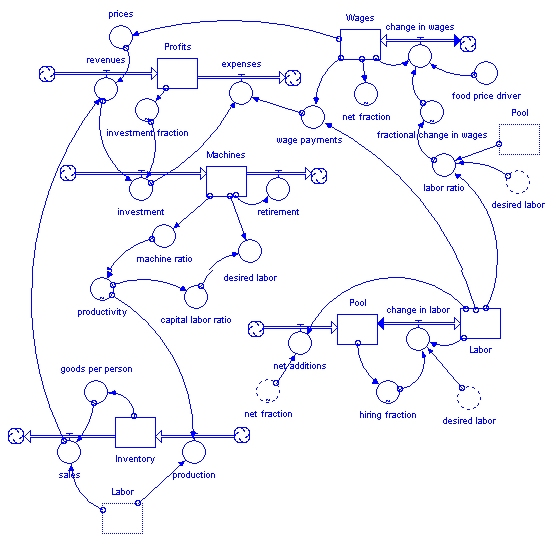 prices
Wages
change in wages
revenues
Profits
expenses
food price driver
net fraction
investment fraction
wage payments
fractional change in wages
Pool
Machines
labor ratio
desired labor
investment
retirement
machine ratio
desired labor
productivity
capital labor ratio
Pool
change in labor
Labor
net additions
goods per person
net fraction
hiring fraction
desired labor
Inventory
sales
production
Labor